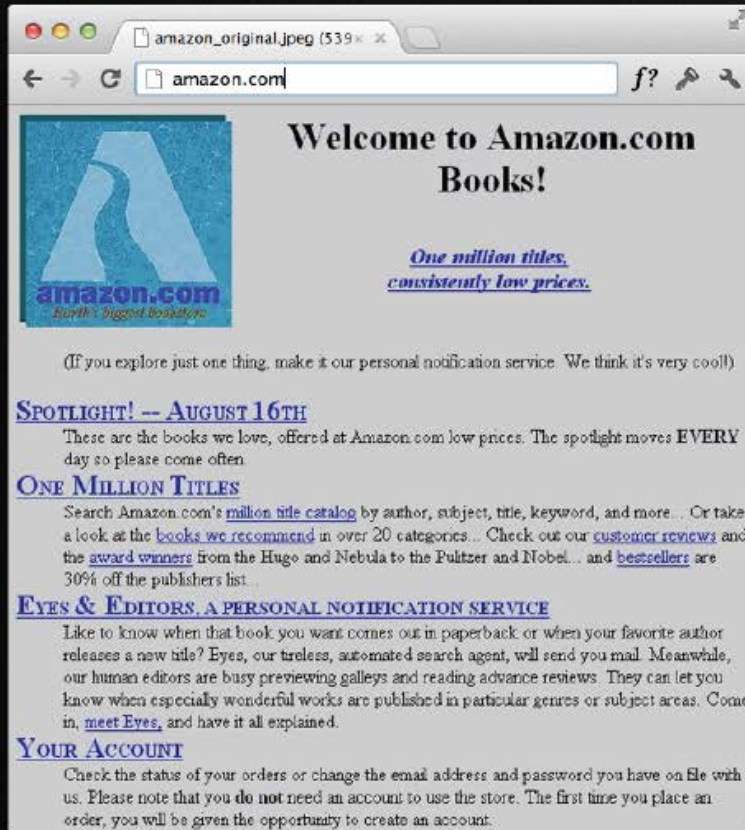 amazon_original.jpeg (539×
amazon.com
f?
Welcome to Amazon.com
Books!
amazon.com
Earth's biggest bookstore
One million titles,
consistently low prices.
(If you explore just one thing, make it our personal notification service. We think it's very cool!)
SPOTLIGHT! -- AUGUST 16TH
These are the books we love, offered at Amazon.com low prices. The spotlight moves EVERY
day so please come often.
ONE MILLION TITLES
Search Amazon.com's million title catalog by author, subject, title, keyword, and more... Or take
a look at the books we recommend in over 20 categories... Check out our customer reviews and
the award winners from the Hugo and Nebula to the Pulitzer and Nobel... and bestsellers are
30% off the publishers list...
EYES & EDITORS, A PERSONAL NOTIFICATION SERVICE
Like to know when that book you want comes out in paperback or when your favorite author
releases a new title? Eyes, our tireless, automated search agent, will send you mail. Meanwhile,
our human editors are busy previewing galleys and reading advance reviews. They can let you
know when especially wonderful works are published in particular genres or subject areas. Come
in, meet Eyes, and have it all explained.
YOUR ACCOUNT
Check the status of your orders or change the email address and password you have on file with
us. Please note that you do not need an account to use the store. The first time you place an
order, you will be given the opportunity to create an account.